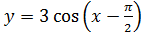 y = 3 cos(x − π/2)